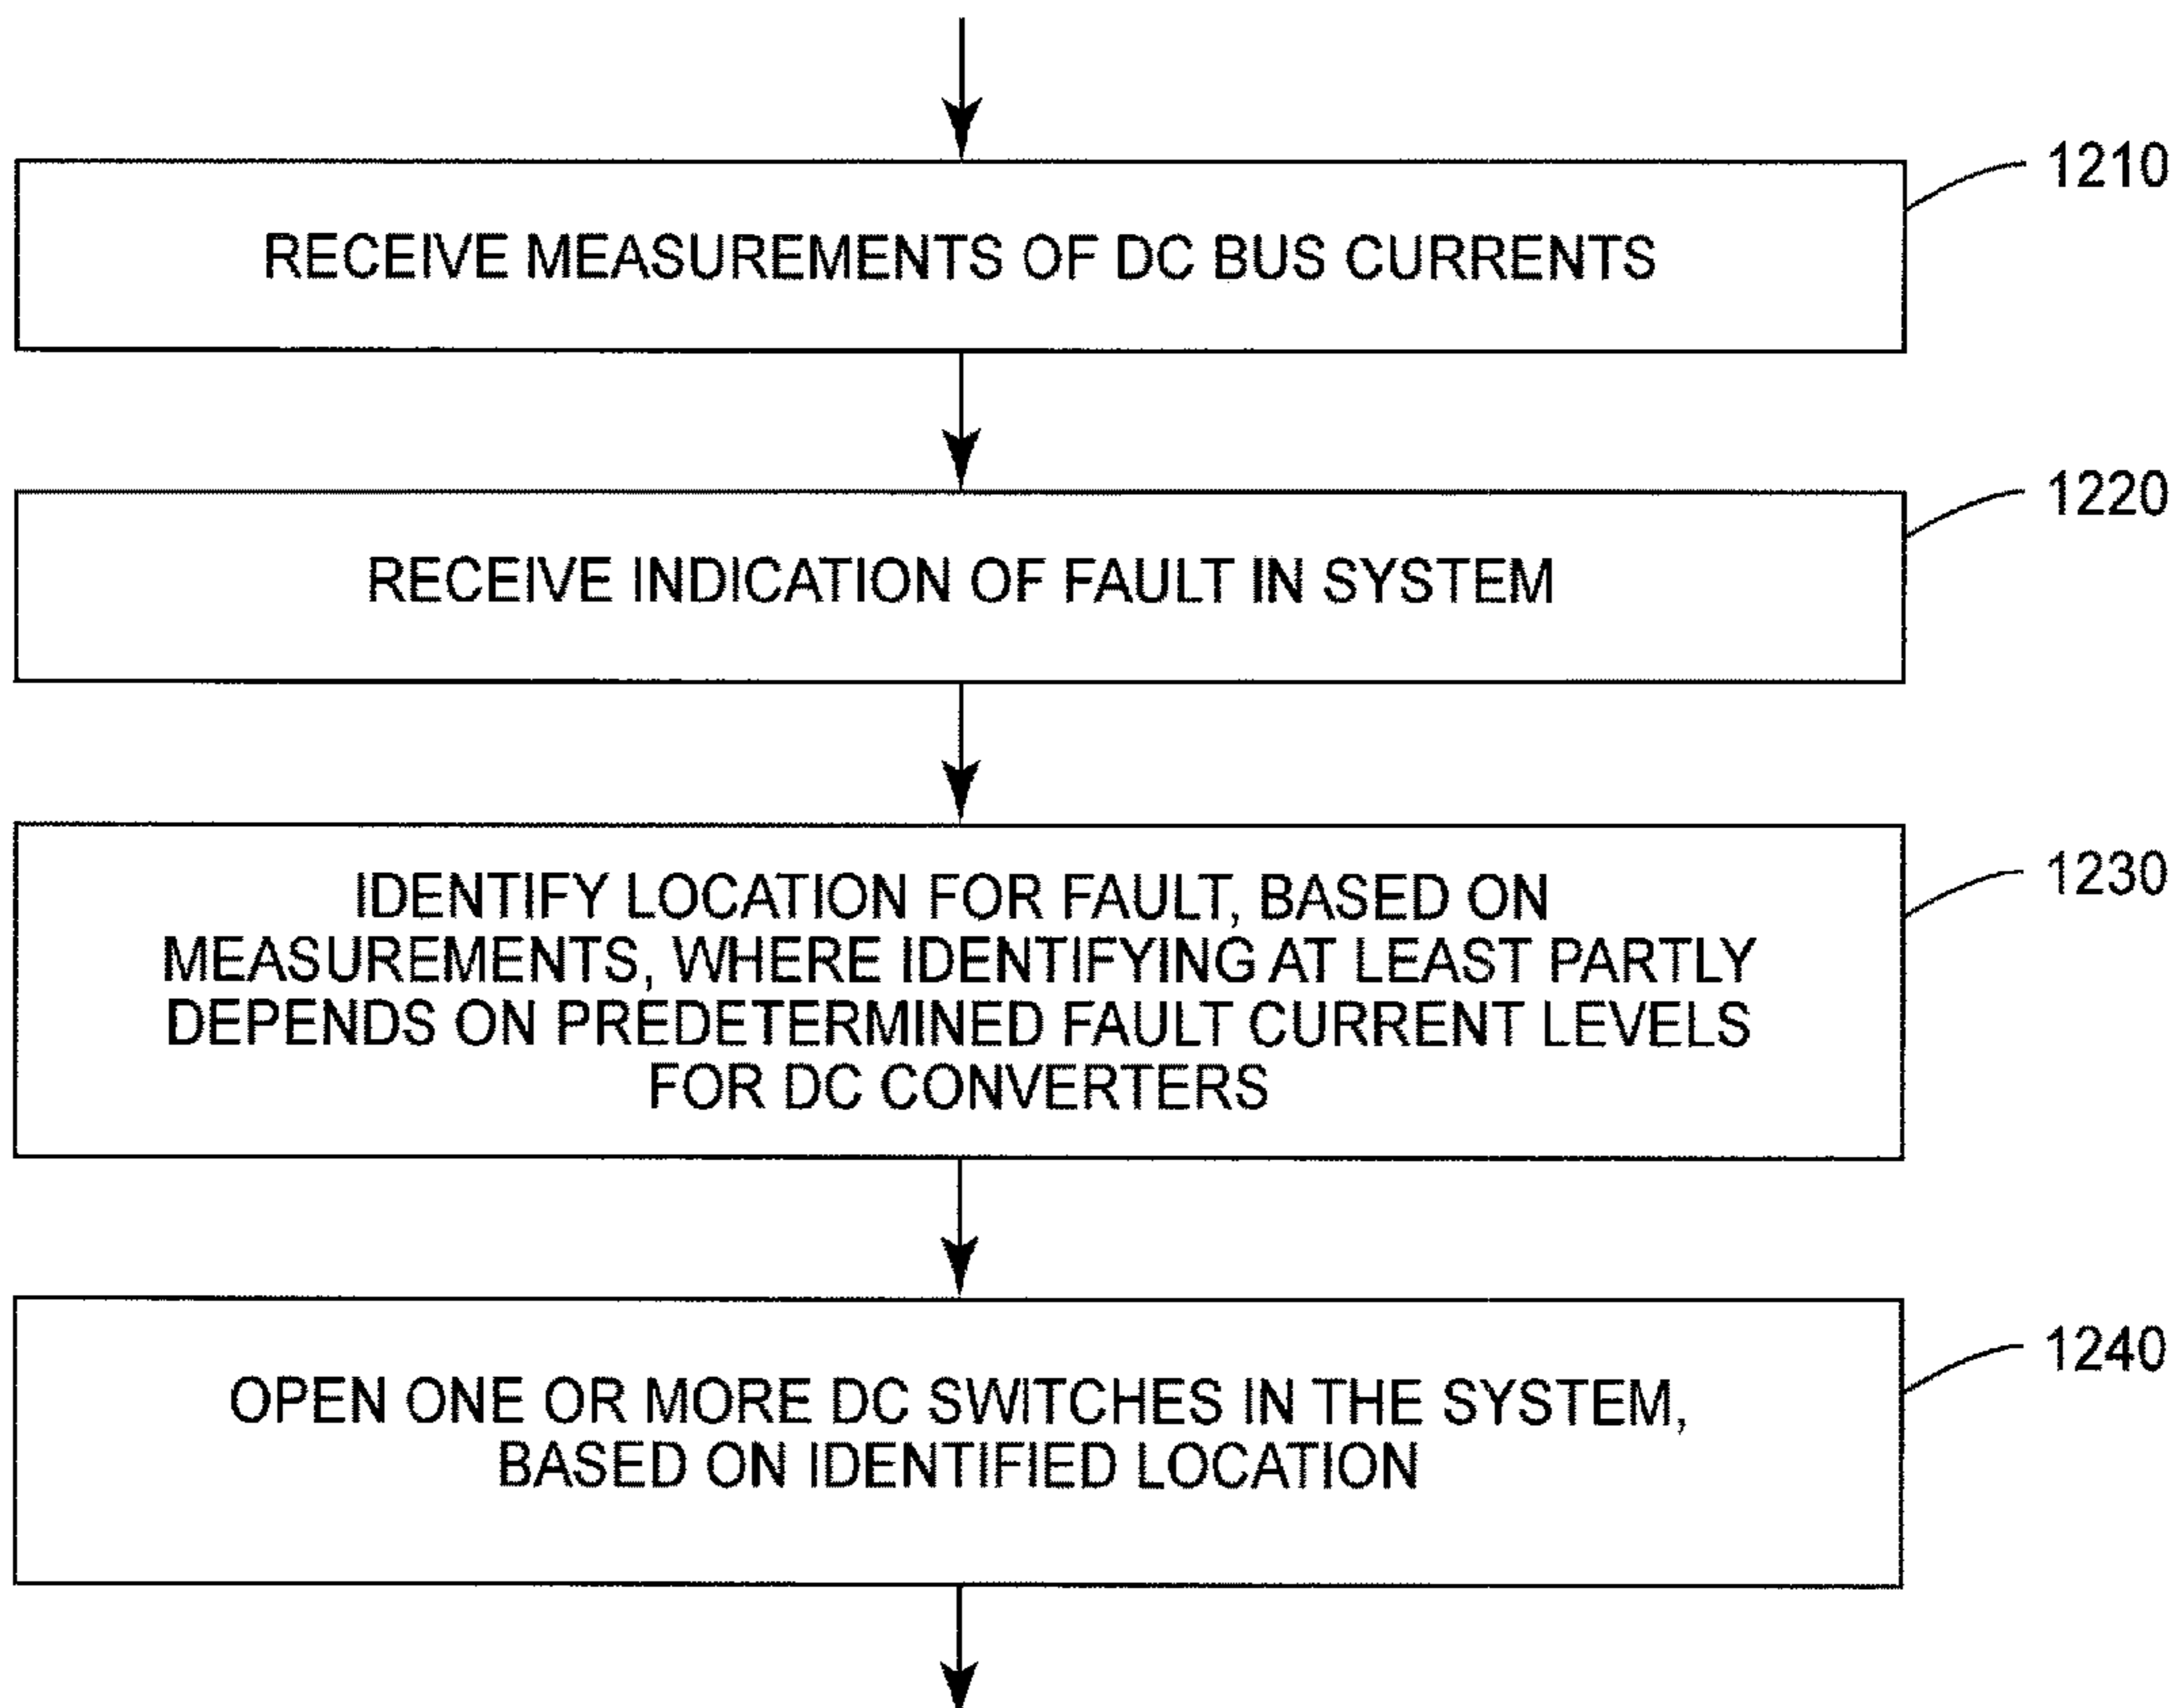 RECEIVE MEASUREMENTS OF DC BUS CURRENTS
1210
RECEIVE INDICATION OF FAULT IN SYSTEM
1220
IDENTIFY LOCATION FOR FAULT, BASED ON
MEASUREMENTS, WHERE IDENTIFYING AT LEAST PARTLY
DEPENDS ON PREDETERMINED FAULT CURRENT LEVELS
FOR DC CONVERTERS
1230
OPEN ONE OR MORE DC SWITCHES IN THE SYSTEM,
BASED ON IDENTIFIED LOCATION
1240